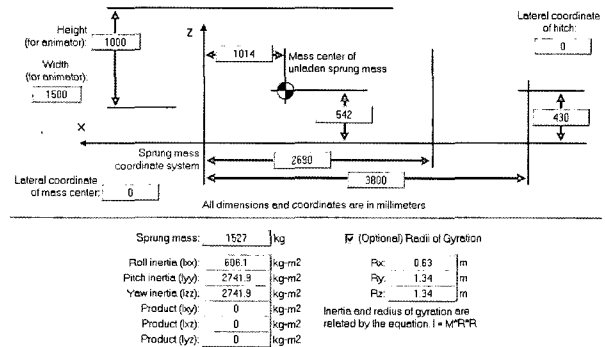 Height
(for animator):
1000
Width
(for animator):
1500
Z
1014
Mass center of
unladen sprung mass
Lateral coordinate
of hitch:
0
542
430
X
Sprung mass
coordinate system
2690
3800
Lateral coordinate
of mass center:
0
All dimensions and coordinates are in millimeters
Sprung mass: 1527 kg
(Optional) Radii of Gyration
Roll inertia (Ixx): 606.1 kg-m2
Pitch inertia (Iyy): 2741.9 kg-m2
Yaw inertia (Izz): 2741.9 kg-m2
Product (Ixy): 0 kg-m2
Product (Ixz): 0 kg-m2
Product (Iyz): 0 kg-m2
Rx: 0.63 m
Ry: 1.34 m
Rz: 1.34 m
Inertia and radius of gyration are
related by the equation: I = M*R*R